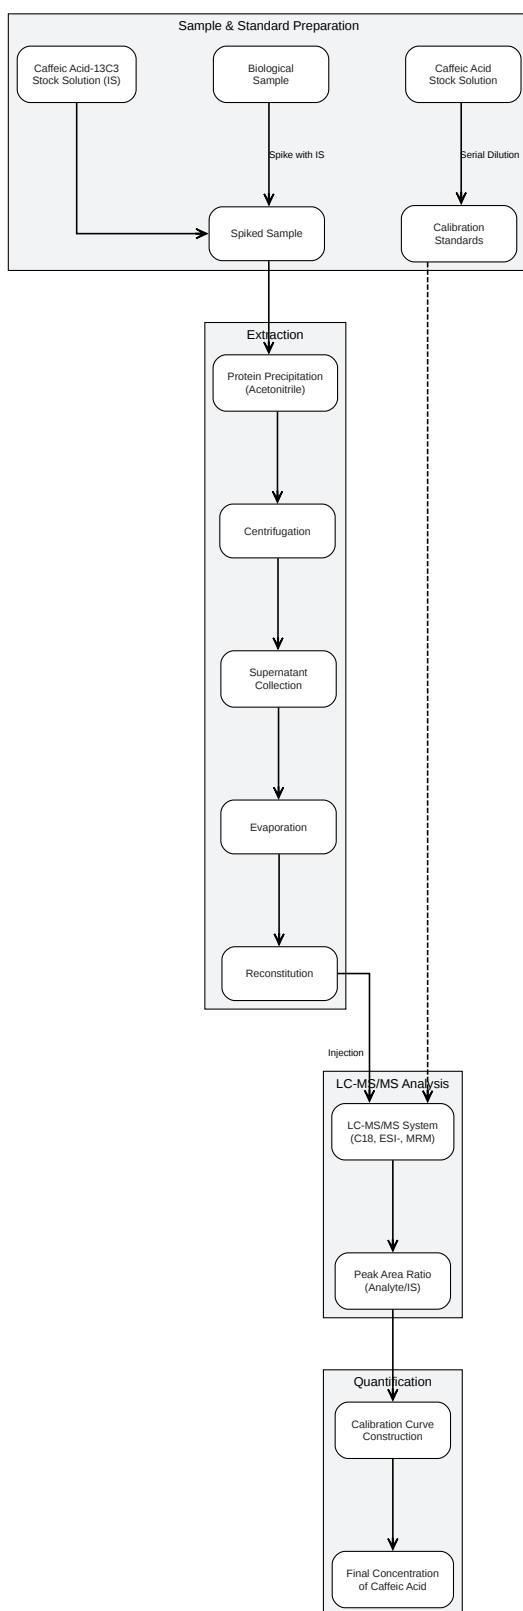 Sample & Standard Preparation
Caffeic Acid-13C3
Stock Solution (IS)
Biological
Sample
Caffeic Acid
Stock Solution
Spike with IS
Serial Dilution
Spiked Sample
Calibration
Standards
Extraction
Protein Precipitation
(Acetonitrile)
Centrifugation
Supernatant
Collection
Evaporation
Reconstitution
Injection
LC-MS/MS Analysis
LC-MS/MS System
(C18, ESI-, MRM)
Peak Area Ratio
(Analyte/IS)
Quantification
Calibration Curve
Construction
Final Concentration
of Caffeic Acid